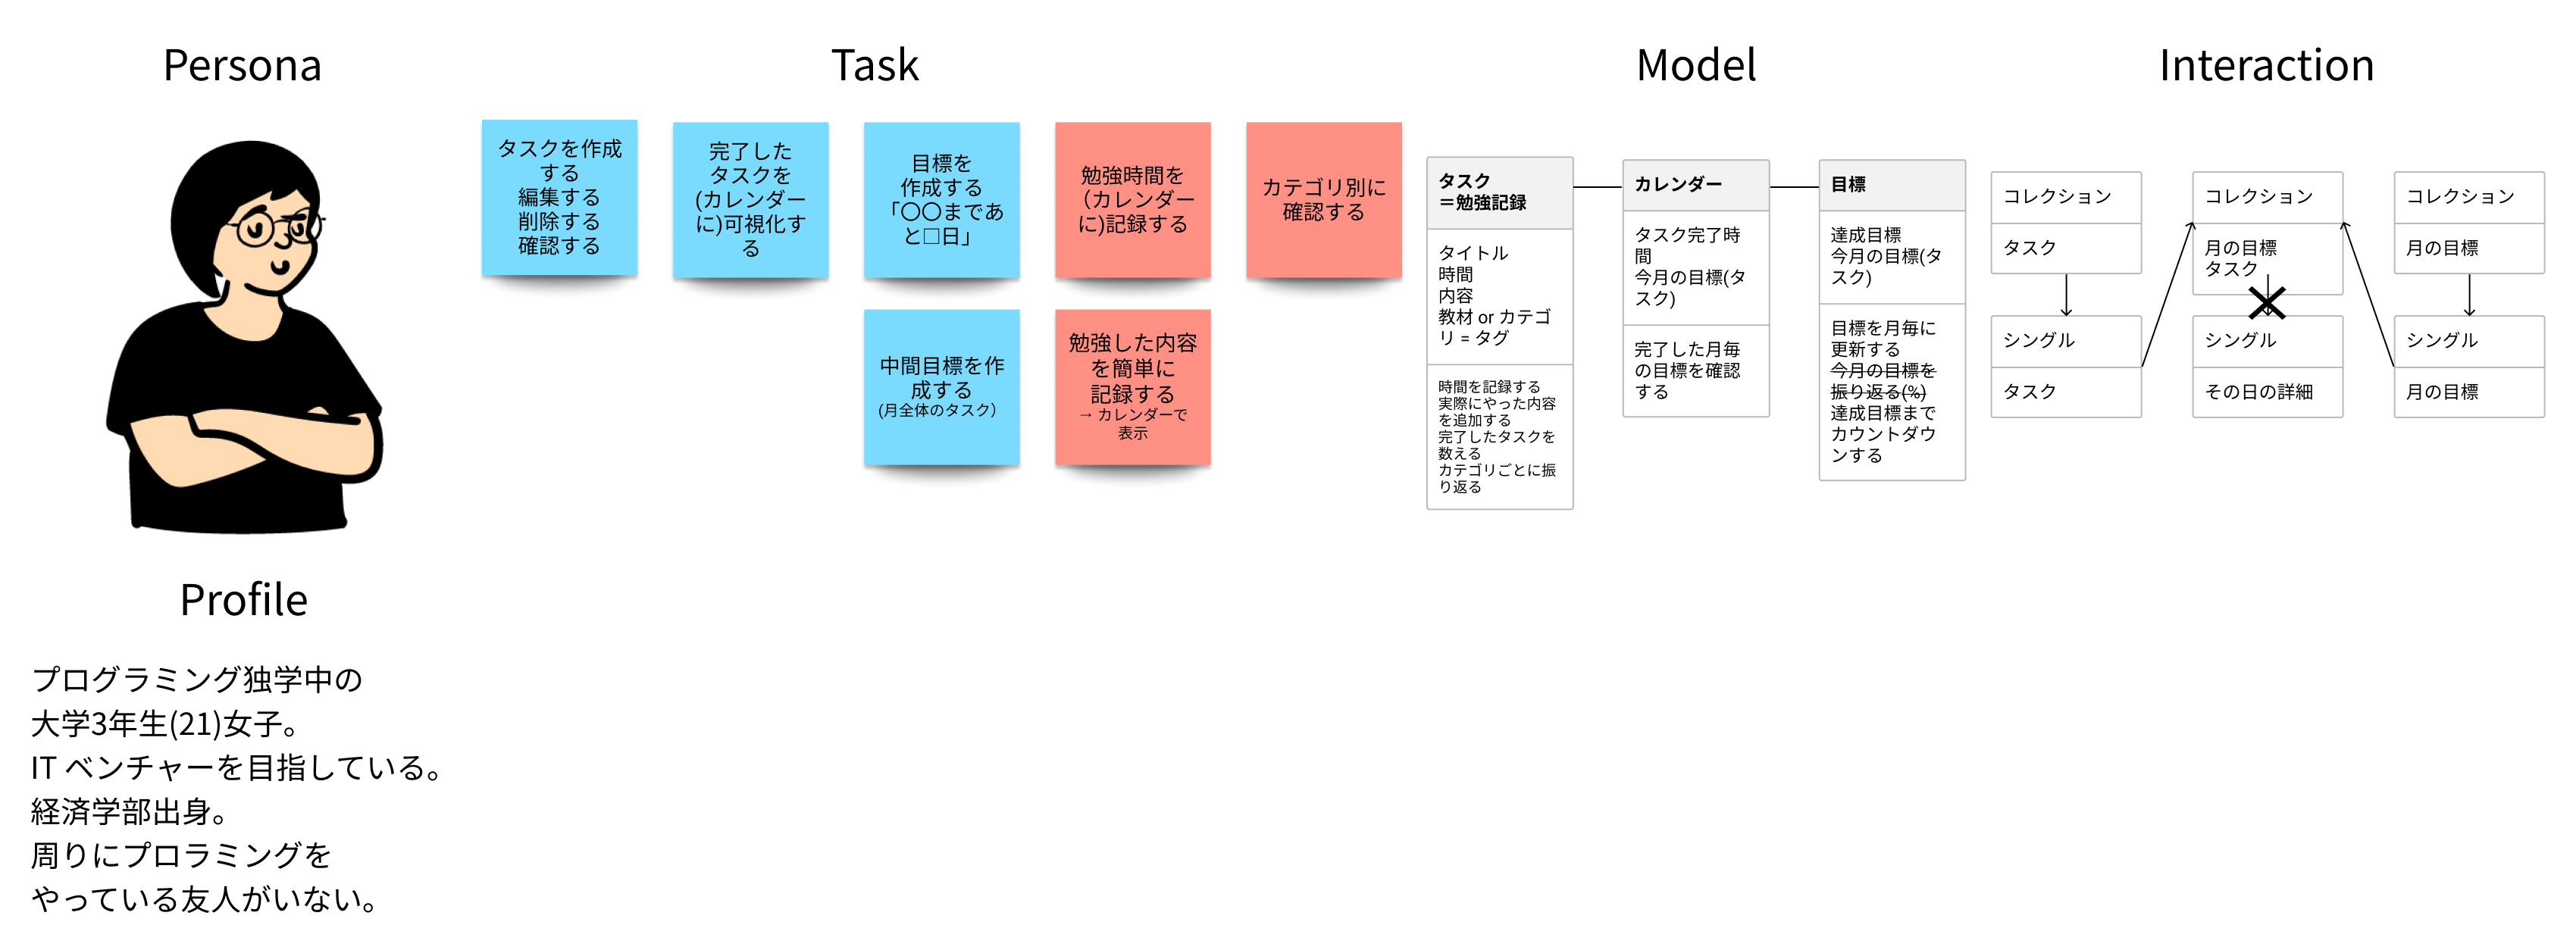 Persona
Profile
プログラミング独学中の
大学3年生(21)女子。
IT ベンチャーを目指している。
経済学部出身。
周りにプロラミングを
やっている友人がいない。
Task
タスクを作成
する
編集する
削除する
確認する
完了した
タスクを
(カレンダー
に)可視化す
る
目標を
作成する
「〇〇まであ
と□日」
勉強時間を
（カレンダー
に)記録する
カテゴリ別に
確認する
中間目標を作
成する
(月全体のタスク）
勉強した内容
を簡単に
記録する
→ カレンダーで
表示
Model
タスク
＝勉強記録
タイトル
時間
内容
教材 or カテゴ
リ = タグ
時間を記録する
実際にやった内容
を追加する
完了したタスクを
数える
カテゴリごとに振
り返る
カレンダー
タスク完了時
間
今月の目標(タ
スク)
完了した月毎
の目標を確認
する
目標
達成目標
今月の目標(タ
スク)
目標を月毎に
更新する
今月の目標を
振り返る(%)
達成目標まで
カウントダウ
ンする
Interaction
コレクション
タスク
シングル
タスク
コレクション
月の目標
タスク
シングル
その日の詳細
コレクション
月の目標
シングル
月の目標